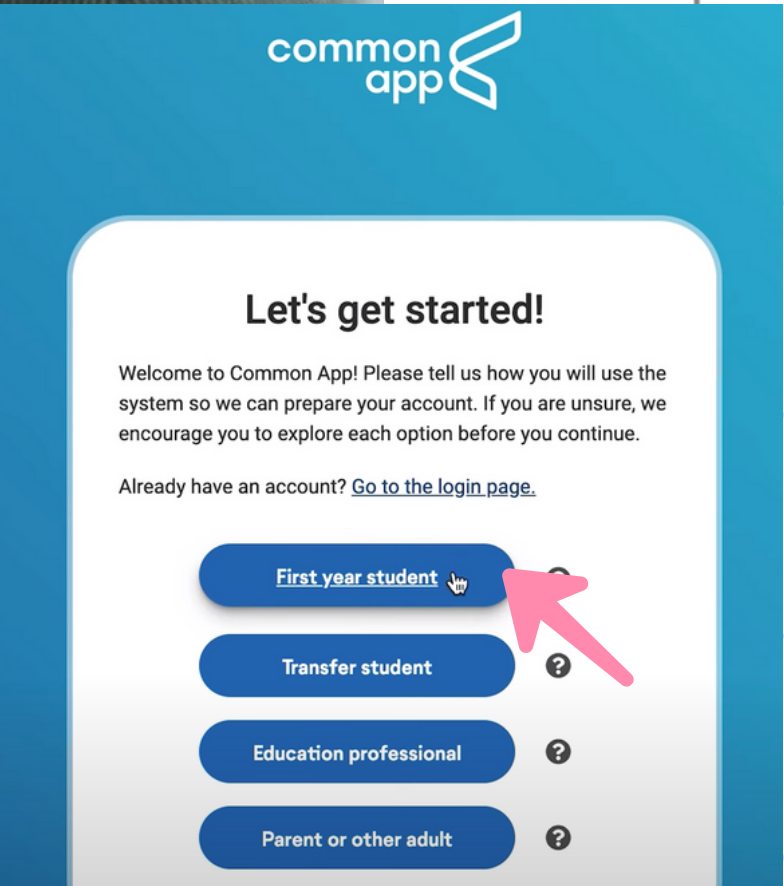 common
app
Let's get started!
Welcome to Common App! Please tell us how you will use the
system so we can prepare your account. If you are unsure, we
encourage you to explore each option before you continue.
Already have an account? Go to the login page.
First year student
Transfer student ?
Education professional ?
Parent or other adult ?